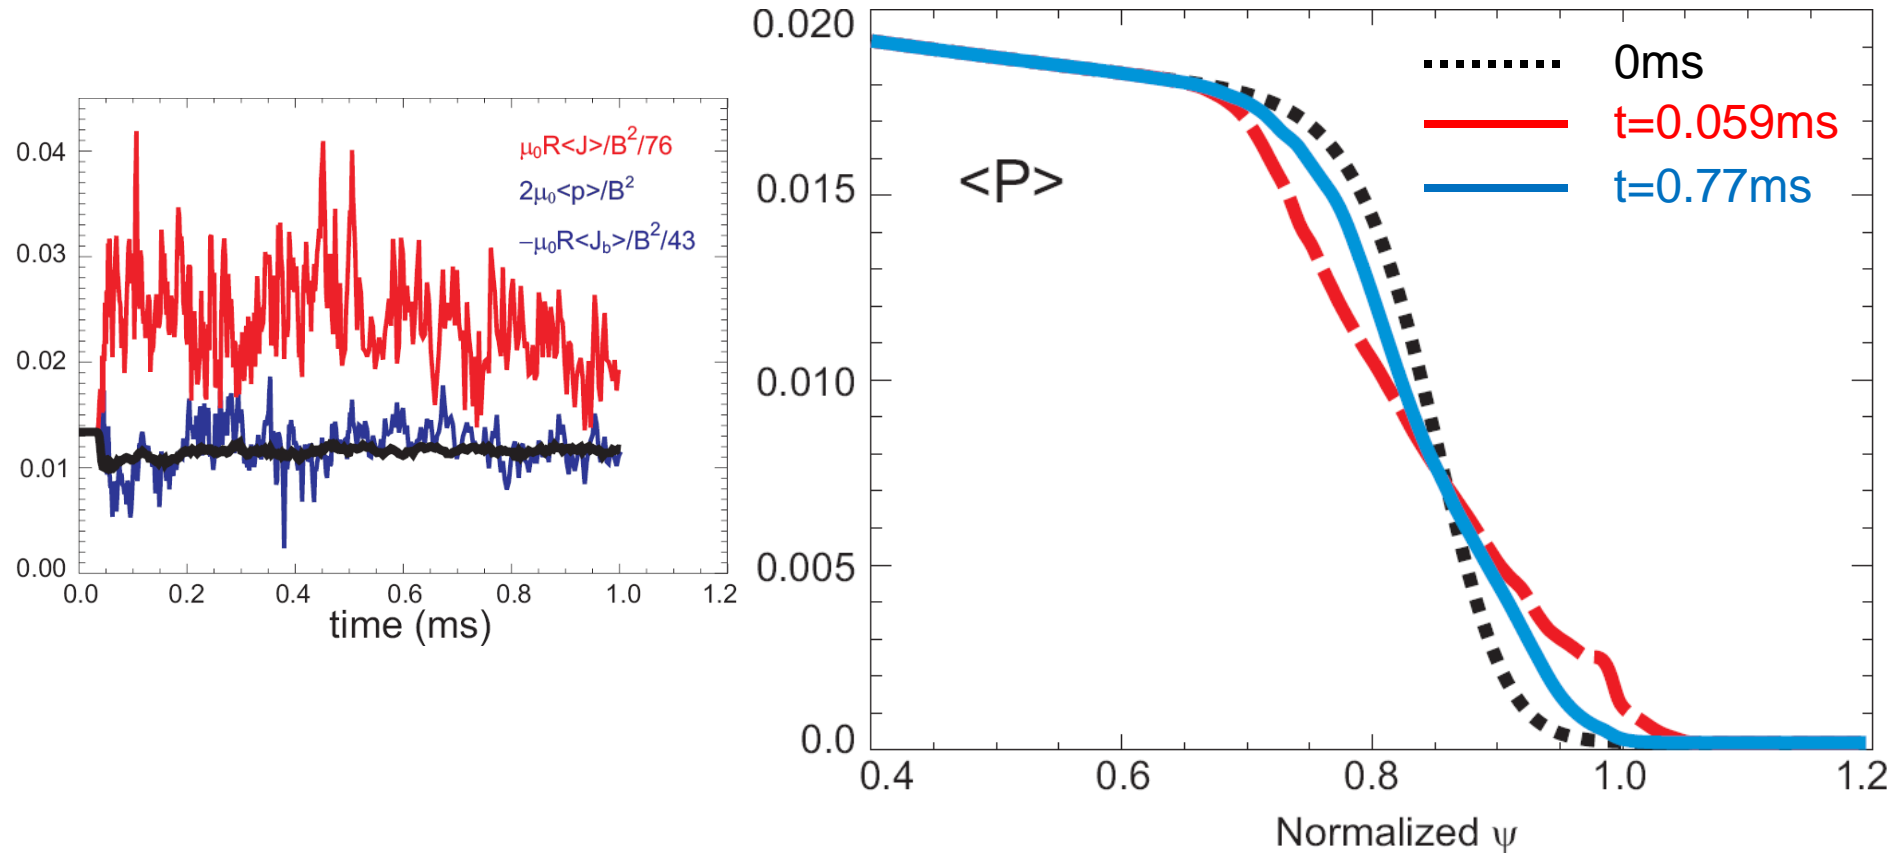 0.04
0.03
0.02
0.01
0.00
0.0 0.2 0.4 0.6 0.8 1.0 1.2
time (ms)
μ₀R<J>/B²/76
2μ₀<p>/B²
−μ₀R<J_b>/B²/43
0.020
0.015
0.010
0.005
0.0
0.4 0.6 0.8 1.0 1.2
Normalized ψ
<P>
0ms
t=0.059ms
t=0.77ms